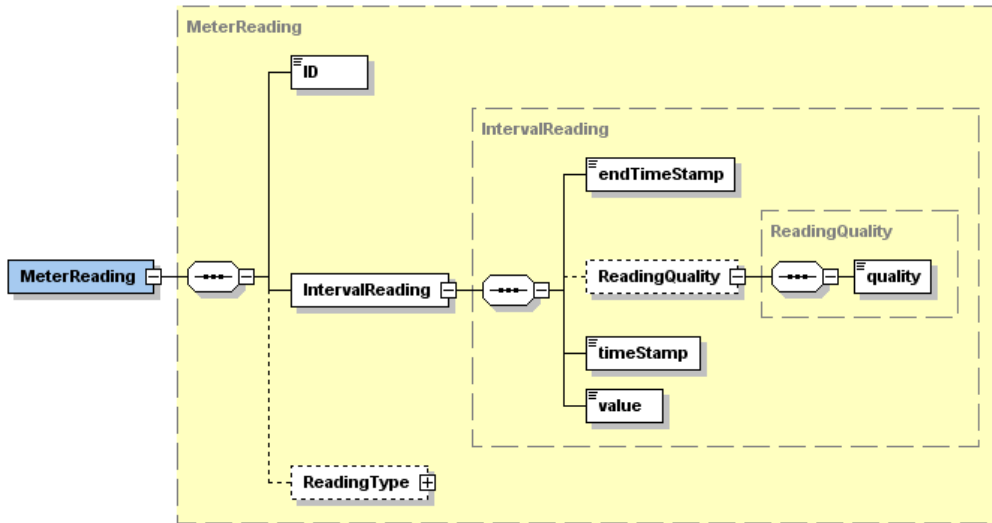 MeterReading
ID
IntervalReading
endTimeStamp
ReadingQuality
MeterReading
IntervalReading
ReadingQuality
quality
timeStamp
value
ReadingType